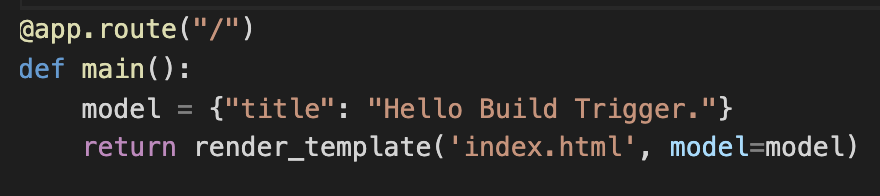 @app.route("/")
def main():
    model = {"title": "Hello Build Trigger."}
    return render_template('index.html', model=model)